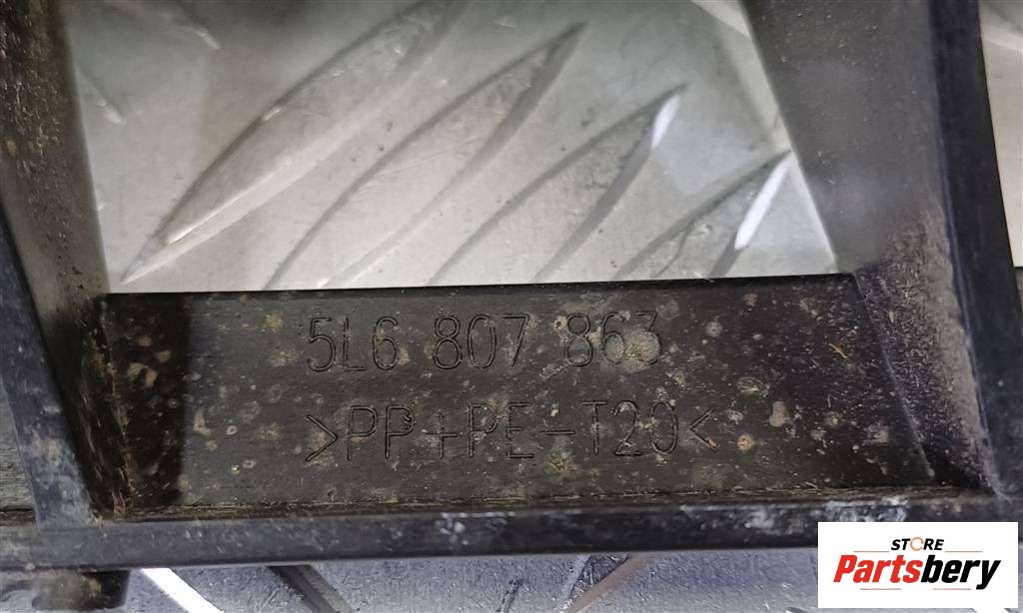 5L6 807 863
>PP+PE-T20<
STORE
Partsbery